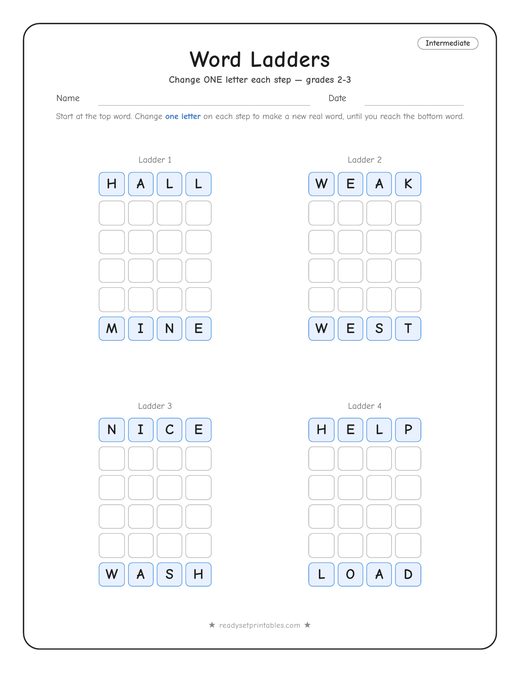 Intermediate
Word Ladders
Change ONE letter each step — grades 2-3
Name Date
Start at the top word. Change one letter on each step to make a new real word, until you reach the bottom word.
Ladder 1
H A L L
M I N E
Ladder 2
W E A K
W E S T
Ladder 3
N I C E
W A S H
Ladder 4
H E L P
L O A D
★ readysetprintables.com ★